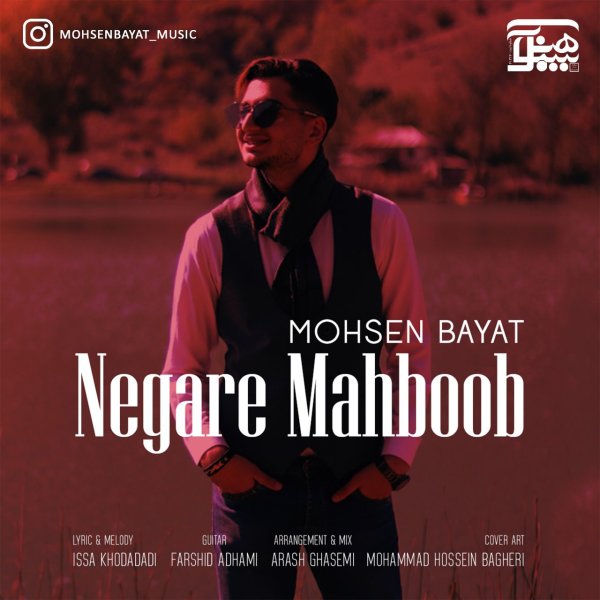 MOHSENBAYAT_MUSIC
MOHSEN BAYAT
Negare Mahboob
LYRIC & MELODY
ISSA KHODADADI
GUITAR
FARSHID ADHAMI
ARRANGEMENT & MIX
ARASH GHASEMI
COVER ART
MOHAMMAD HOSSEIN BAGHERI